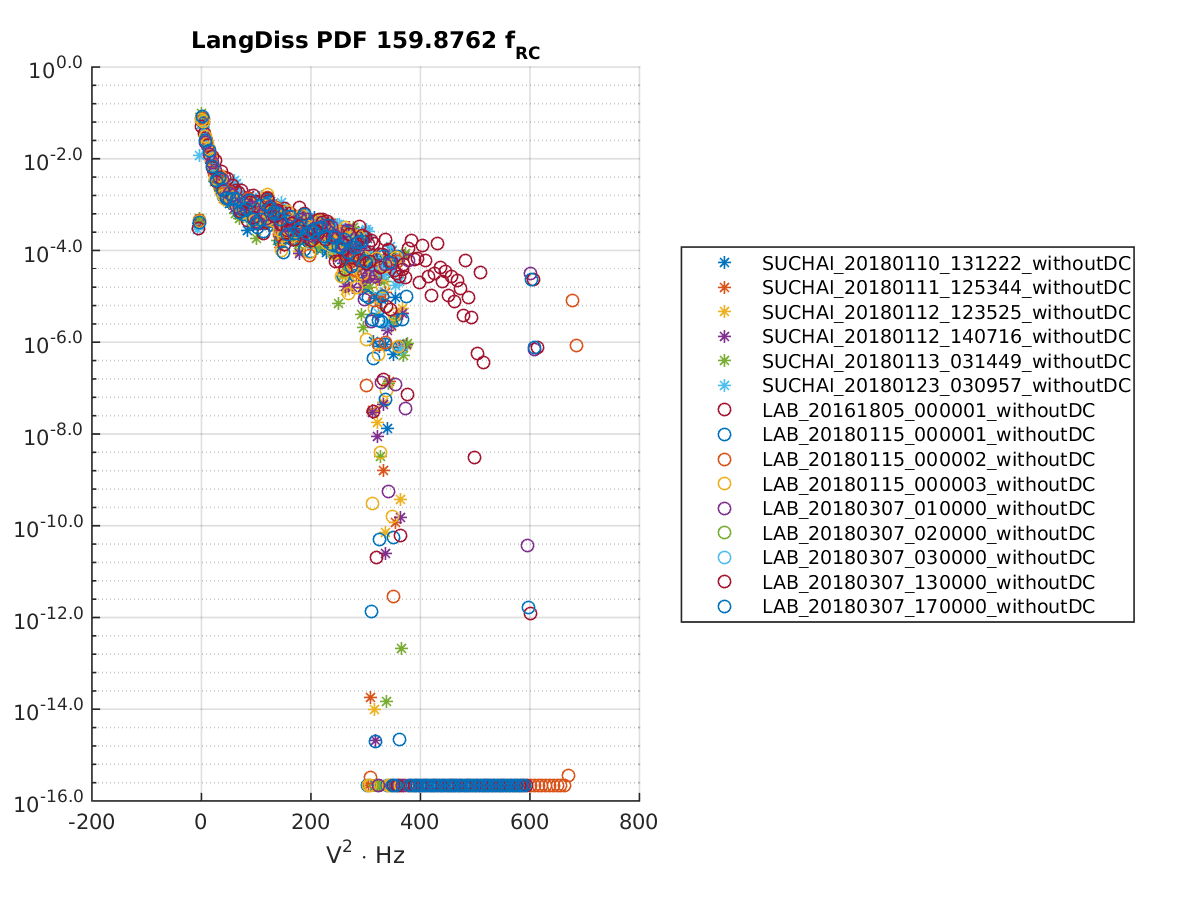 LangDiss PDF 159.8762 f_RC
10^0.0
10^-2.0
10^-4.0
10^-6.0
10^-8.0
10^-10.0
10^-12.0
10^-14.0
10^-16.0
-200 0 200 400 600 800
V^2 · Hz
SUCHAI_20180110_131222_withoutDC
SUCHAI_20180111_125344_withoutDC
SUCHAI_20180112_123525_withoutDC
SUCHAI_20180112_140716_withoutDC
SUCHAI_20180113_031449_withoutDC
SUCHAI_20180123_030957_withoutDC
LAB_20161805_000001_withoutDC
LAB_20180115_000001_withoutDC
LAB_20180115_000002_withoutDC
LAB_20180115_000003_withoutDC
LAB_20180307_010000_withoutDC
LAB_20180307_020000_withoutDC
LAB_20180307_030000_withoutDC
LAB_20180307_130000_withoutDC
LAB_20180307_170000_withoutDC